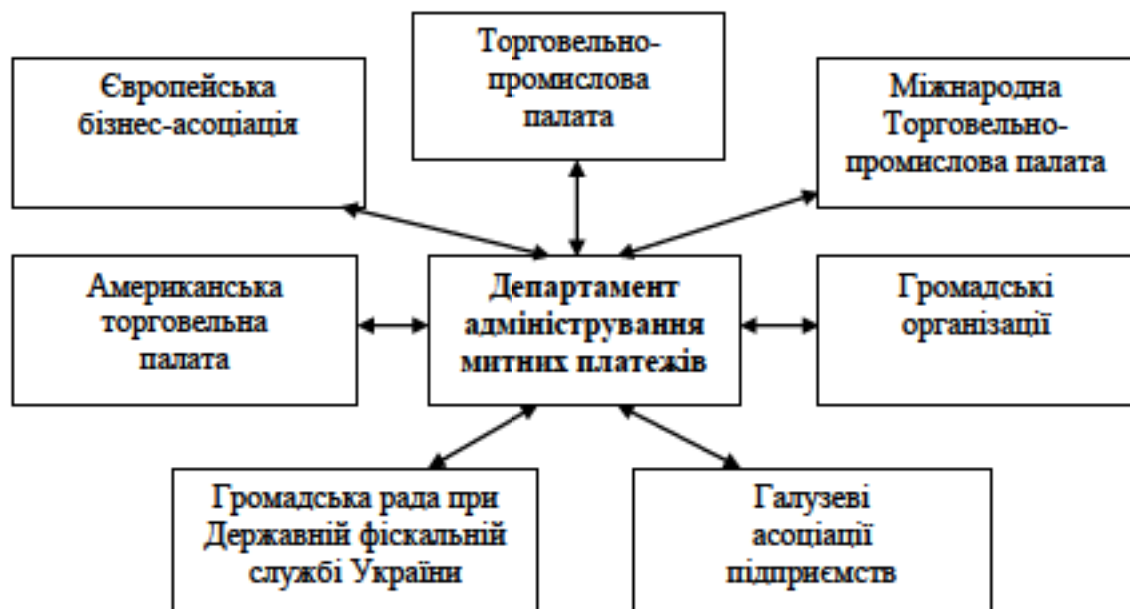 Торговельно-
промислова
палата
Європейська
бізнес-асоціація
Міжнародна
Торговельно-
промислова палата
Американська
торговельна
палата
Департамент
адміністрування
митних платежів
Громадські
організації
Громадська рада при
Державній фіскальній
службі України
Галузеві
асоціації
підприємств